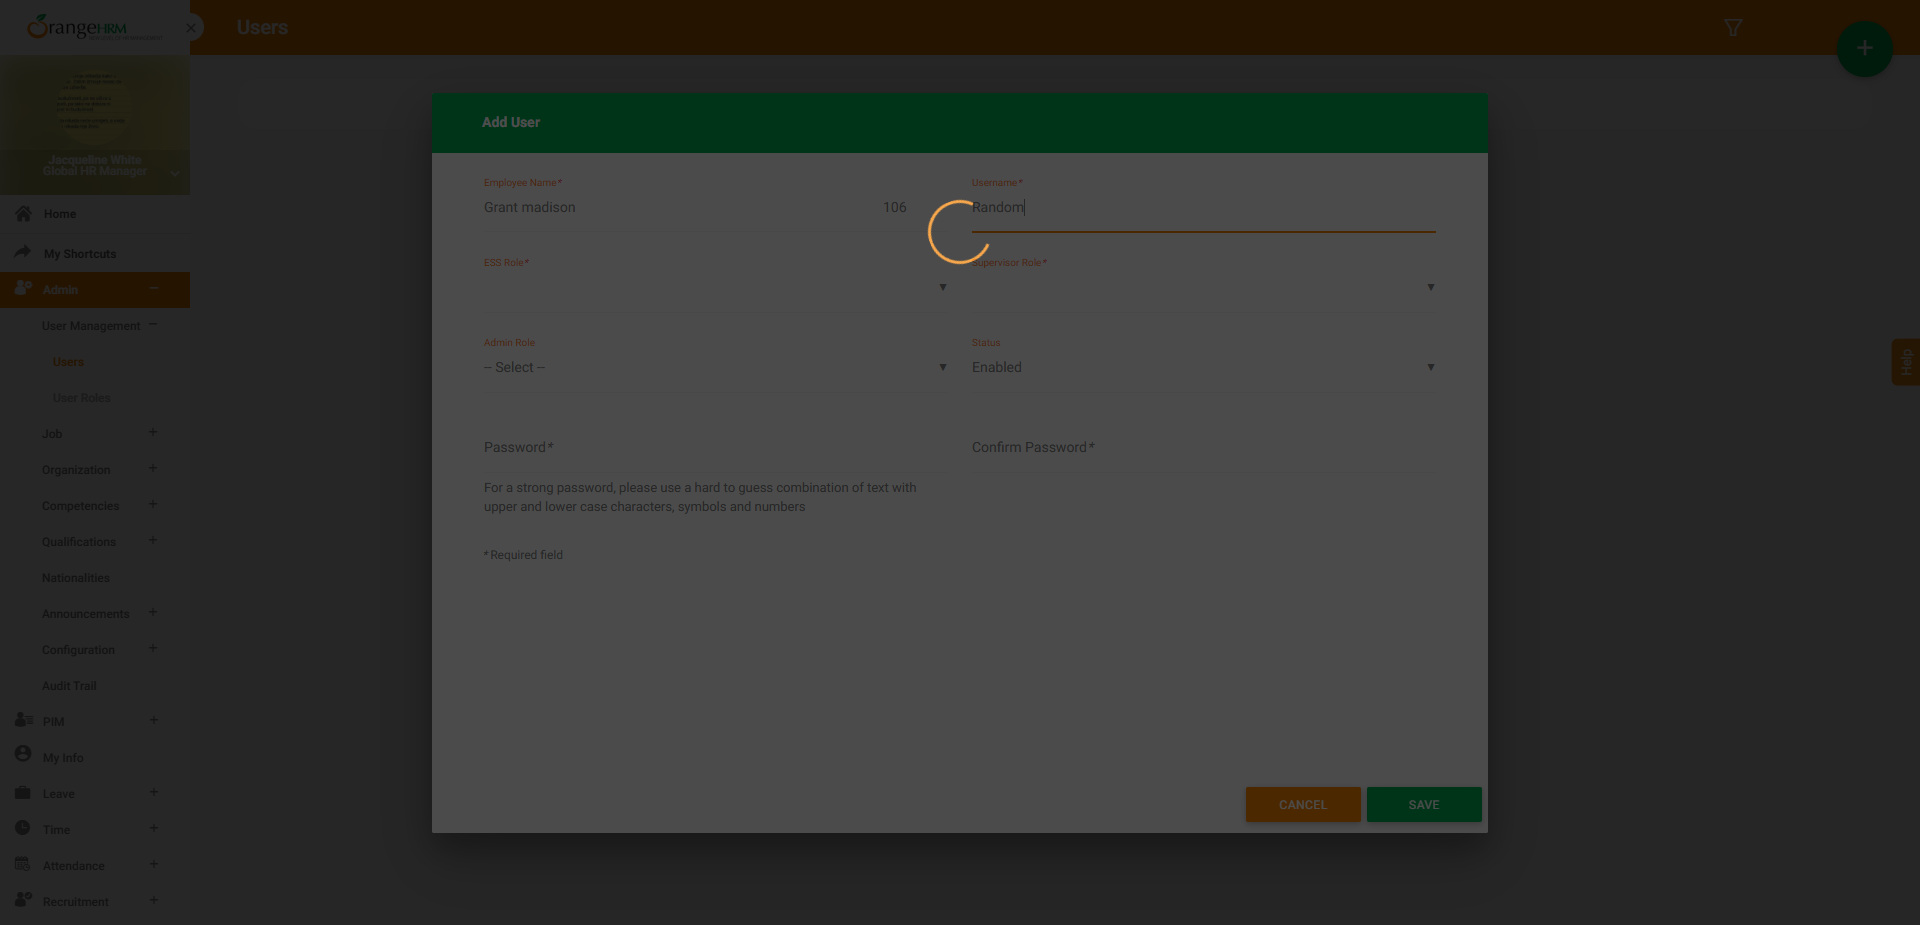 OrangeHRM
Users
Jacqueline White
Global HR Manager
Home
My Shortcuts
Admin
User Management
Users
User Roles
Job
Organization
Competencies
Qualifications
Nationalities
Announcements
Configuration
Audit Trail
PIM
My Info
Leave
Time
Attendance
Recruitment
Add User
Employee Name* Username*
Grant madison 106 Random
ESS Role* Supervisor Role*
Admin Role Status
-- Select -- Enabled
Password* Confirm Password*
For a strong password, please use a hard to guess combination of text with
upper and lower case characters, symbols and numbers
* Required field
CANCEL SAVE
Help